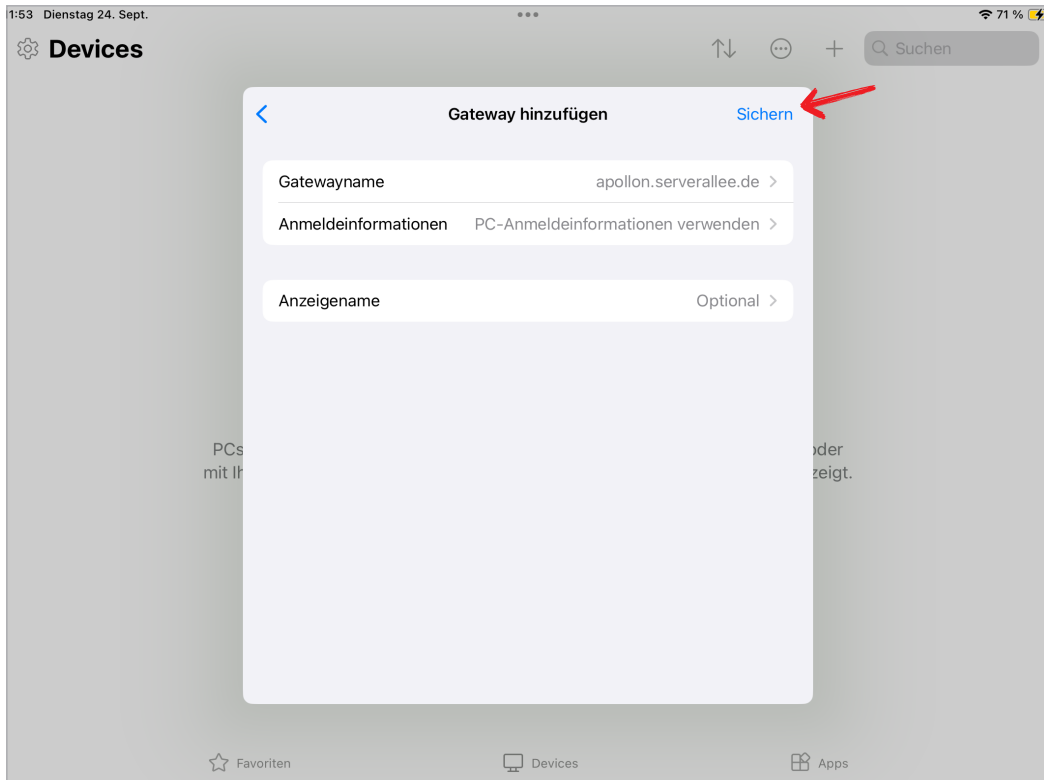 1:53 Dienstag 24. Sept.
71 %
Devices
Suchen
Gateway hinzufügen
Sichern
Gatewayname apollon.serverallee.de
Anmeldeinformationen PC-Anmeldeinformationen verwenden
Anzeigename Optional
PCs oder
mit zeigt.
Favoriten Devices Apps